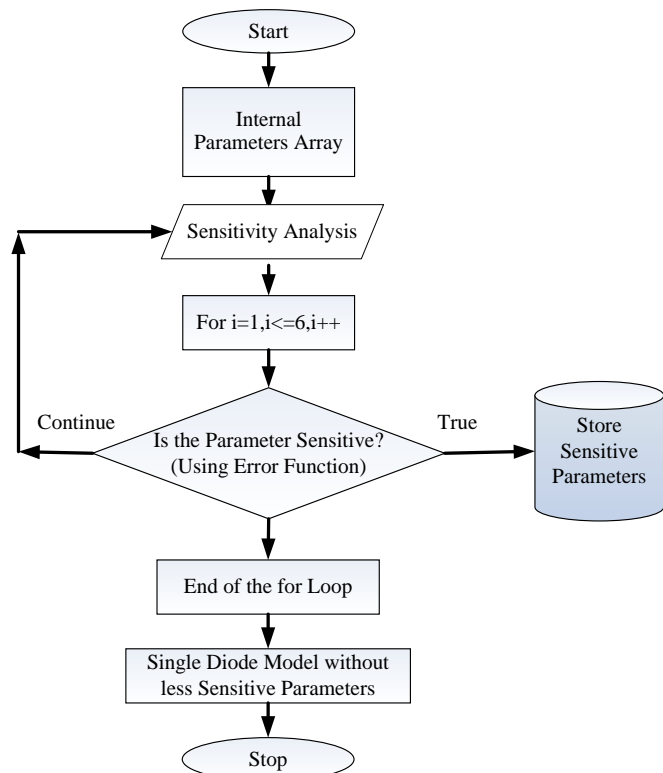 Start
Internal
Parameters Array
Sensitivity Analysis
For i=1,i<=6,i++
Continue
Is the Parameter Sensitive?
(Using Error Function)
True
Store
Sensitive
Parameters
End of the for Loop
Single Diode Model without
less Sensitive Parameters
Stop